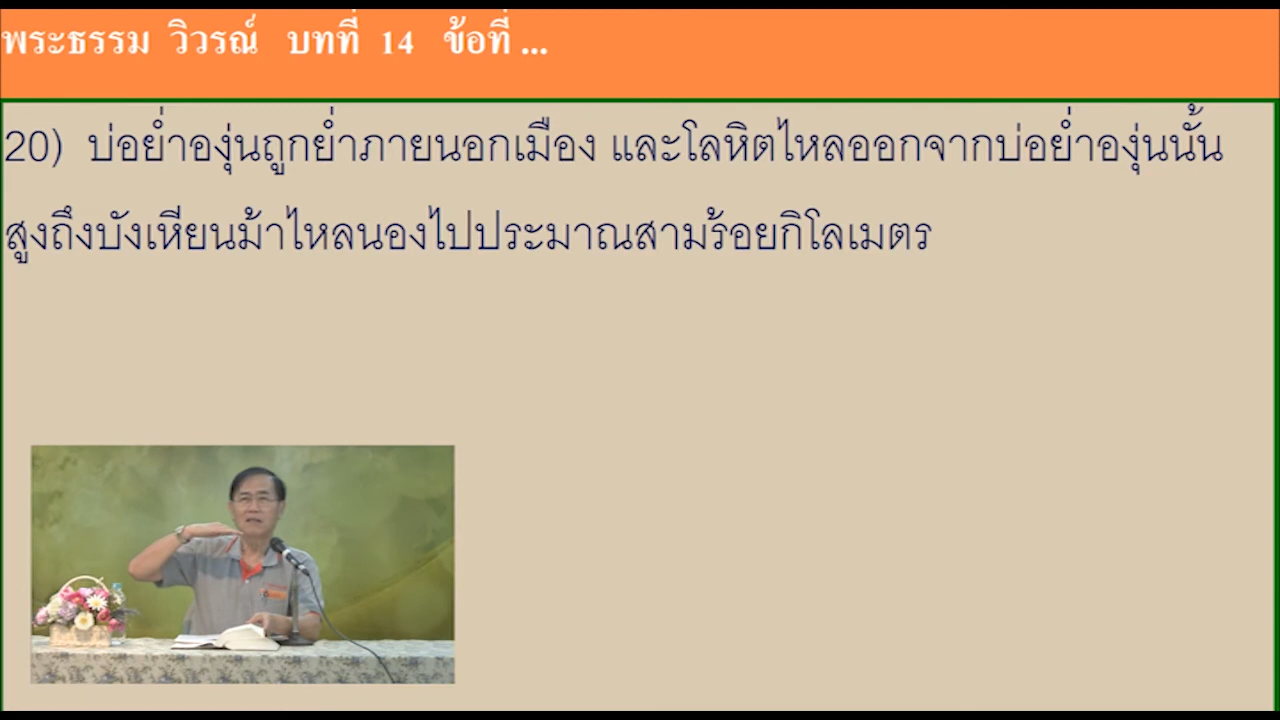 พระธรรม วิวรณ์ บทที่ 14 ข้อที่ ...
20) บ่อย่ำองุ่นถูกย่ำภายนอกเมือง และโลหิตไหลออกจากบ่อย่ำองุ่นนั้น
สูงถึงบังเหียนม้าไหลนองไปประมาณสามร้อยกิโลเมตร